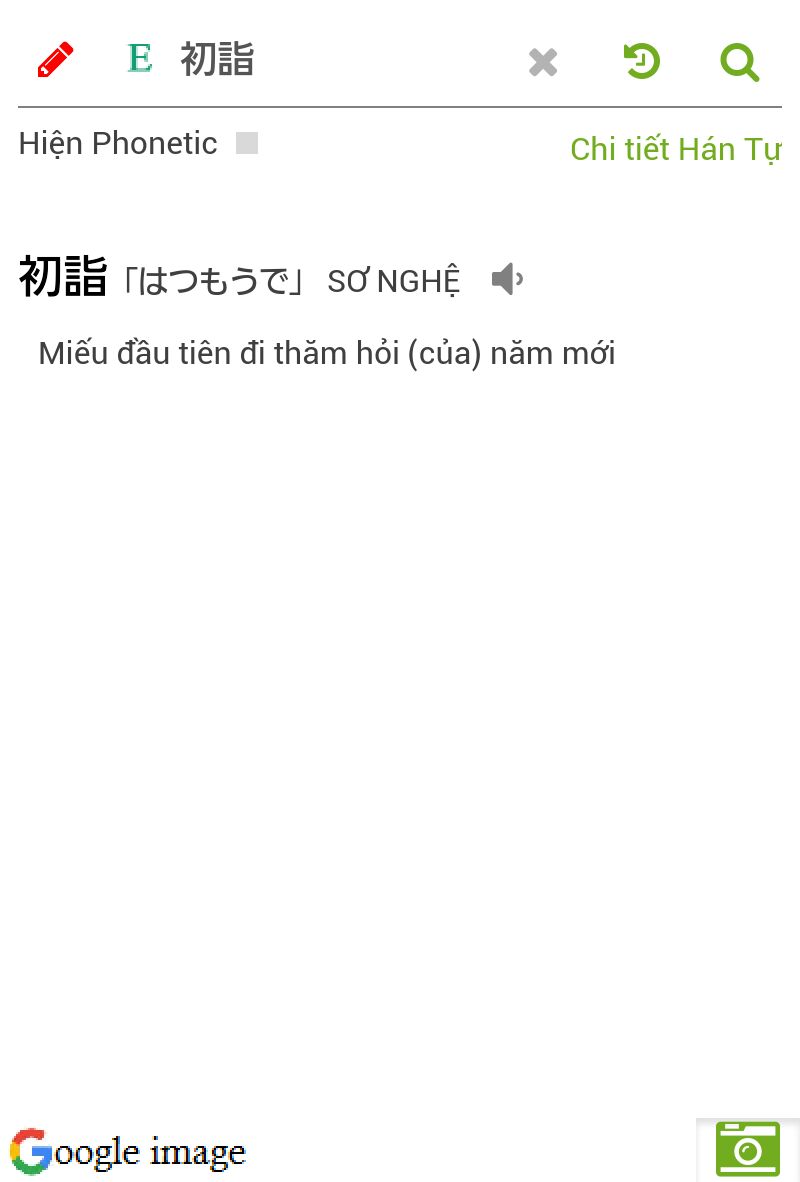 E 初詣
Hiện Phonetic
Chi tiết Hán Tự
初詣 「はつもうで」 SƠ NGHỆ
Miếu đầu tiên đi thăm hỏi (của) năm mới
Google image